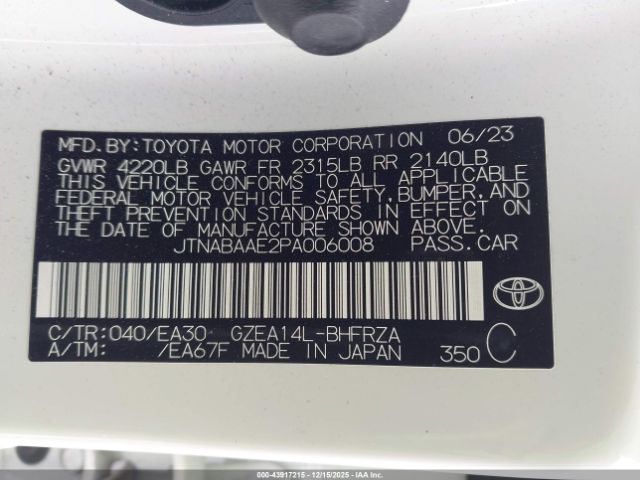 MFD.BY:TOYOTA MOTOR CORPORATION 06/23
GVWR 4220LB GAWR FR 2315LB RR 2140LB
THIS VEHICLE CONFORMS TO ALL APPLICABLE
FEDERAL MOTOR VEHICLE SAFETY,BUMPER,AND
THEFT PREVENTION STANDARDS IN EFFECT ON
THE DATE OF MANUFACTURE SHOWN ABOVE.
JTNABAAE2PA006008 PASS.CAR
C/TR:040/EA30 GZEA14L-BHFRZA
A/TM: /EA67F MADE IN JAPAN 350 C
000-43917215 - 12/15/2025 - IAAI.COM